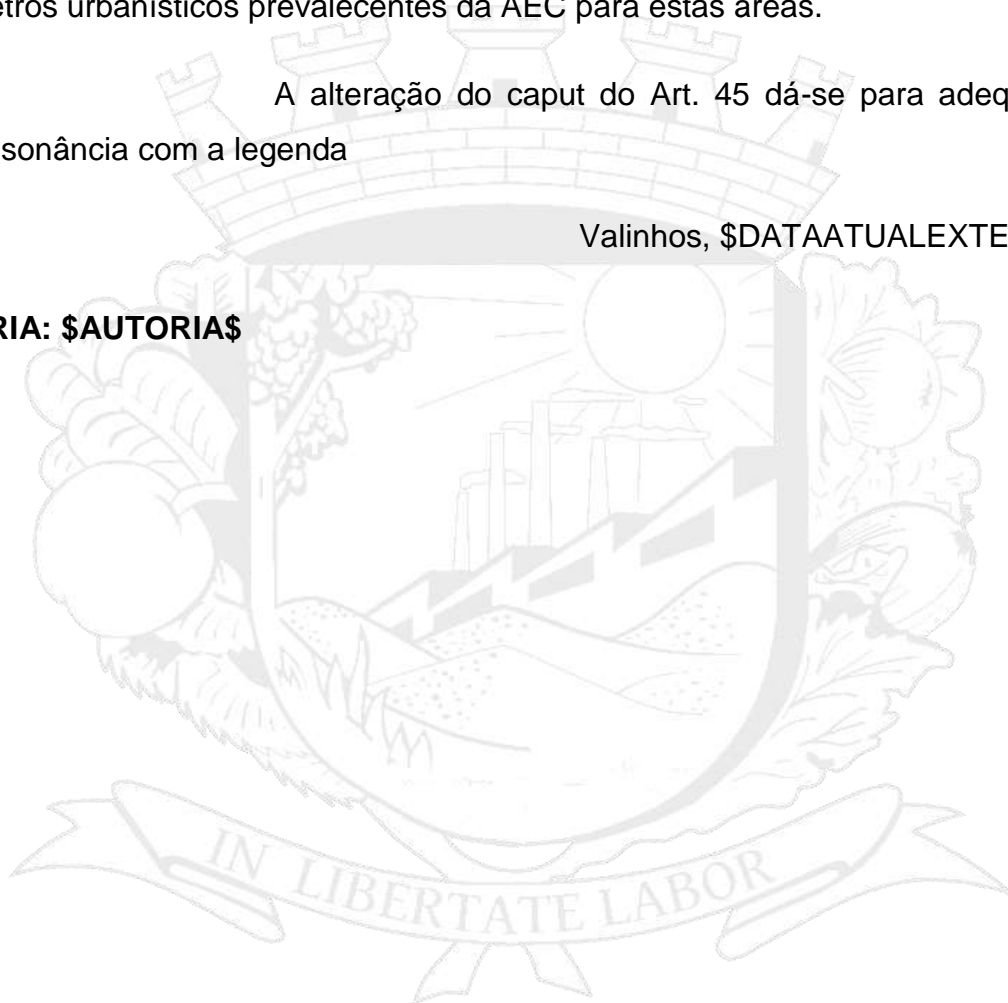 etros urbanísticos prevalecentes da AEC para estas áreas.
A alteração do caput do Art. 45 dá-se para adeq
sonância com a legenda
Valinhos, $DATAATUALEXTE
RIA: $AUTORIA$
IN LIBERTATE LABOR